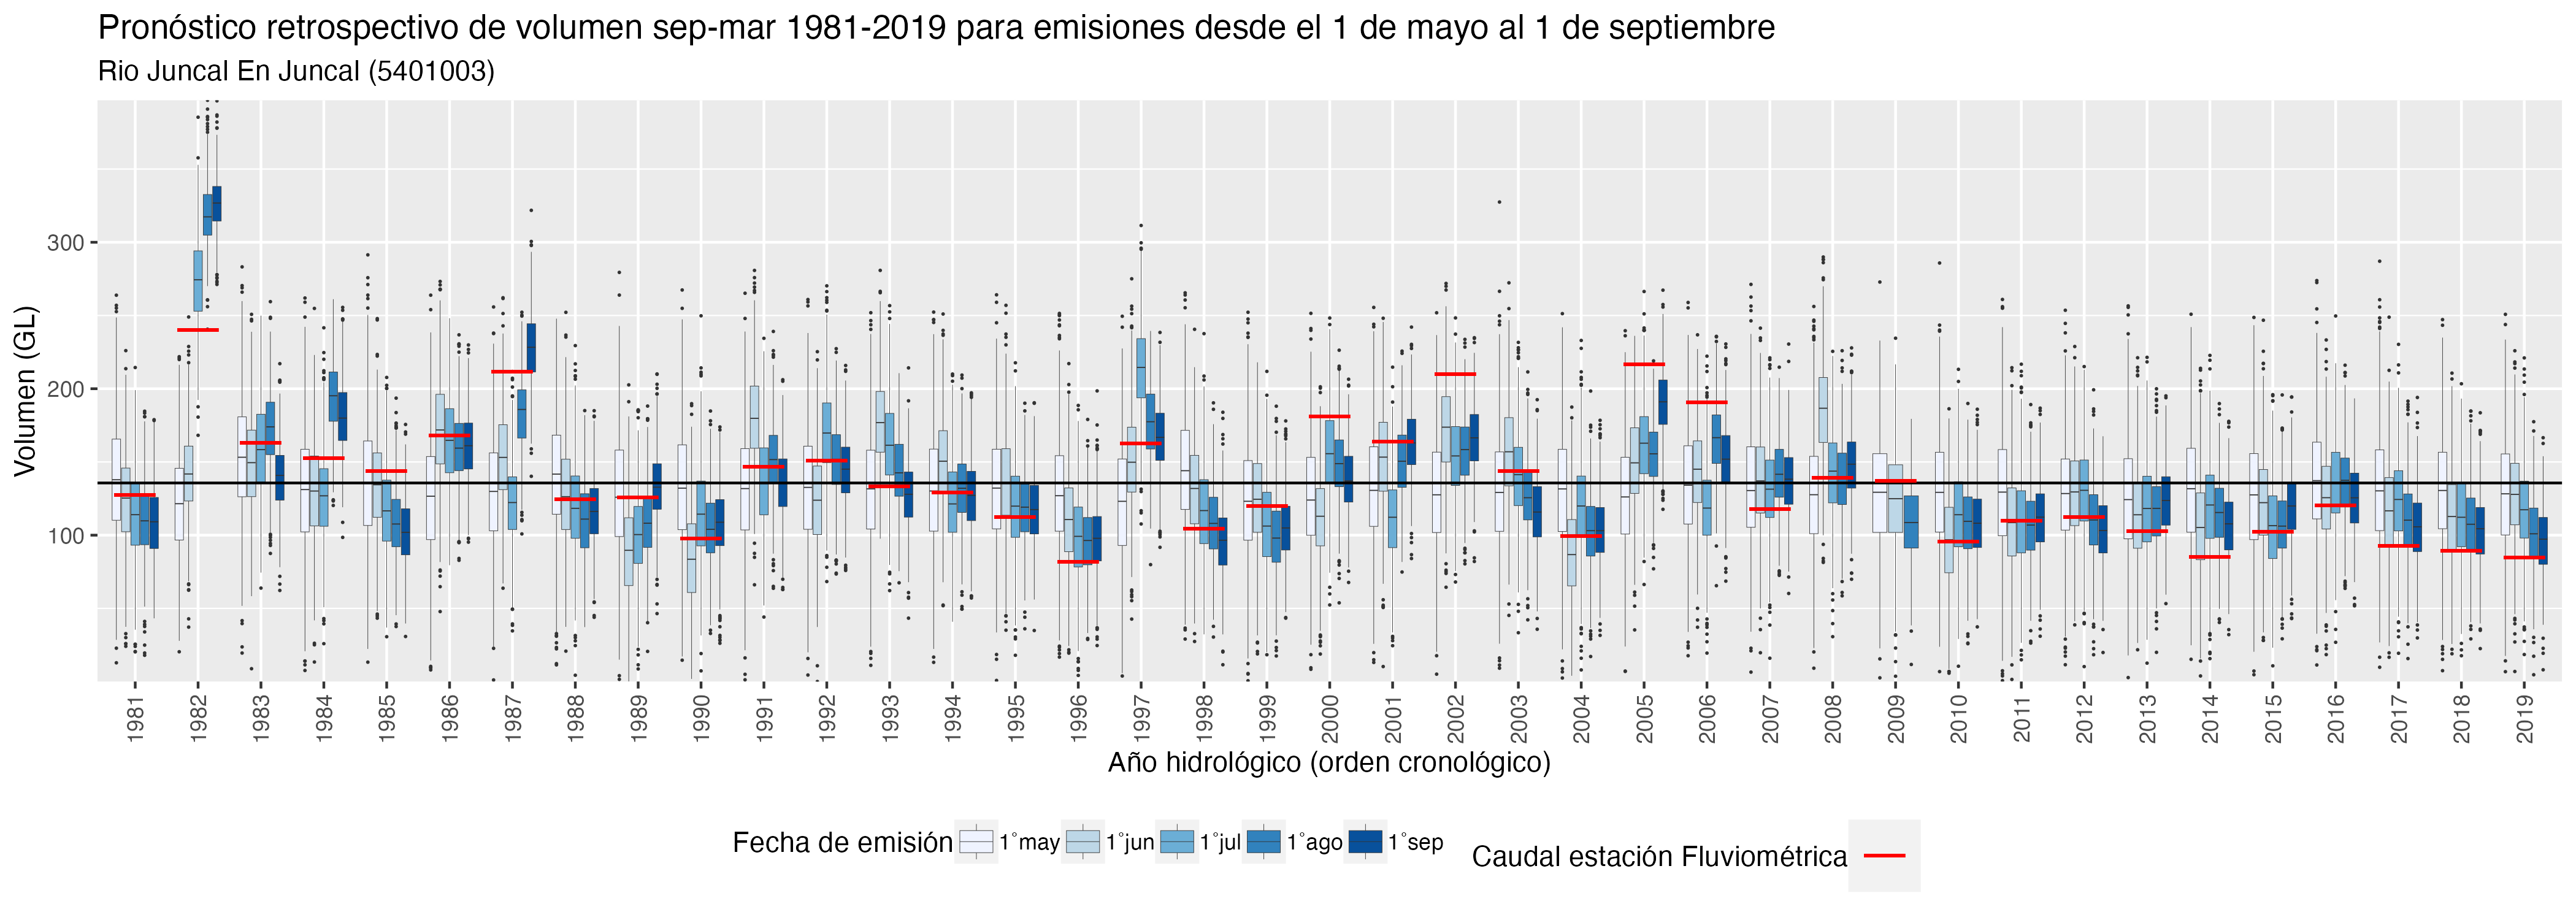 Pronóstico retrospectivo de volumen sep-mar 1981-2019 para emisiones desde el 1 de mayo al 1 de septiembre
Rio Juncal En Juncal (5401003)
Volumen (GL)
300
200
100
1981 1982 1983 1984 1985 1986 1987 1988 1989 1990 1991 1992 1993 1994 1995 1996 1997 1998 1999 2000 2001 2002 2003 2004 2005 2006 2007 2008 2009 2010 2011 2012 2013 2014 2015 2016 2017 2018 2019
Año hidrológico (orden cronológico)
Fecha de emisión 1°may 1°jun 1°jul 1°ago 1°sep Caudal estación Fluviométrica